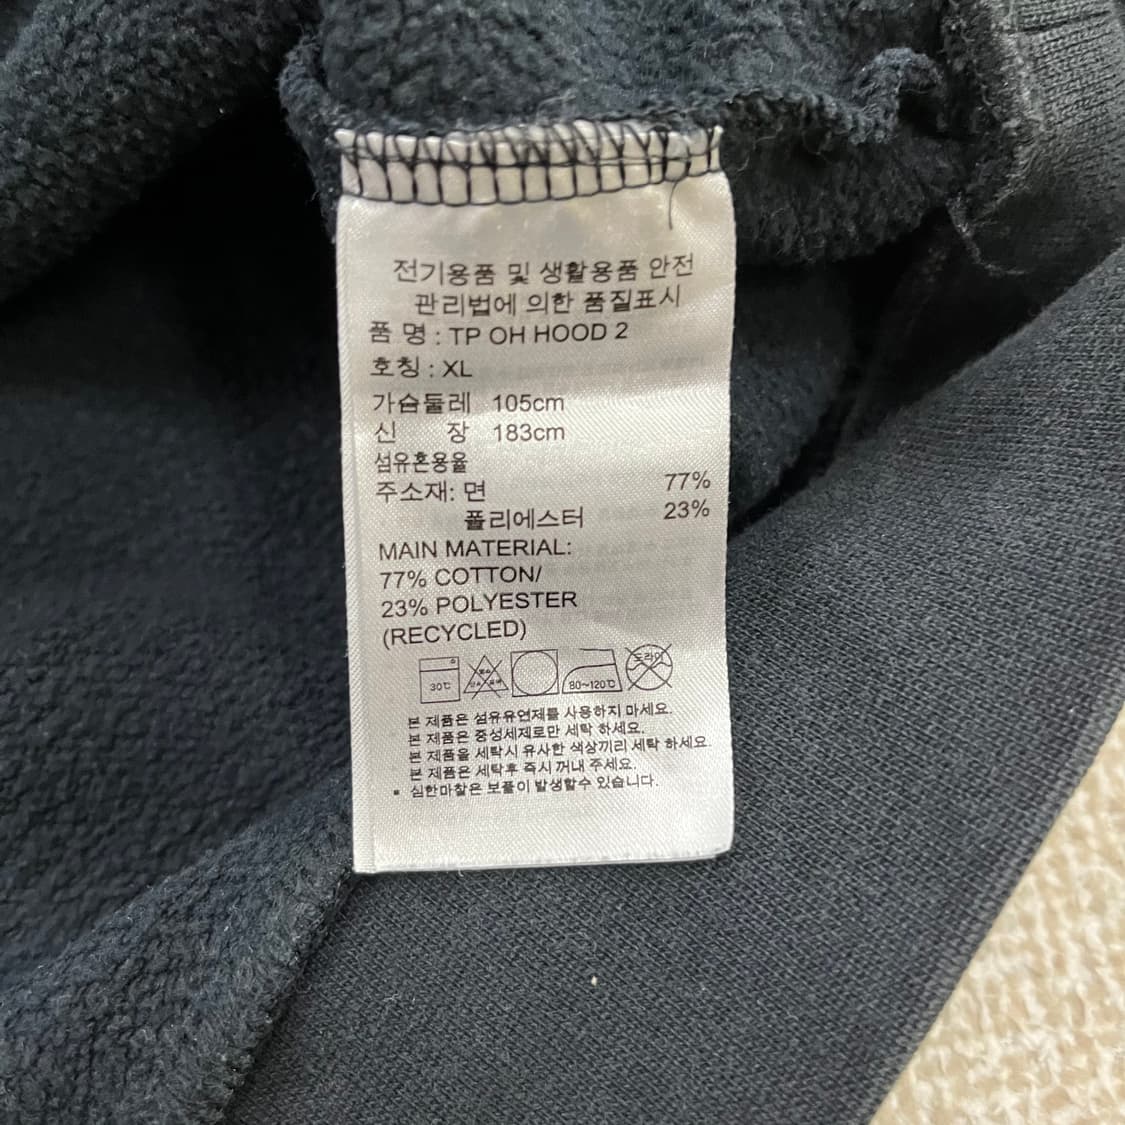 전기용품 및 생활용품 안전
관리법에 의한 품질표시
품 명 : TP OH HOOD 2
호칭 : XL
가슴둘레 105cm
신 장 183cm
섬유혼용율
주소재: 면 77%
폴리에스터 23%
MAIN MATERIAL:
77% COTTON/
23% POLYESTER
(RECYCLED)
30℃ 80~120℃ 드라이
본 제품은 섬유유연제를 사용하지 마세요.
본 제품은 중성세제로만 세탁 하세요.
본 제품을 세탁시 유사한 색상끼리 세탁 하세요.
본 제품은 세탁후 즉시 꺼내 주세요.
▪ 심한마찰은 보풀이 발생할수 있습니다.